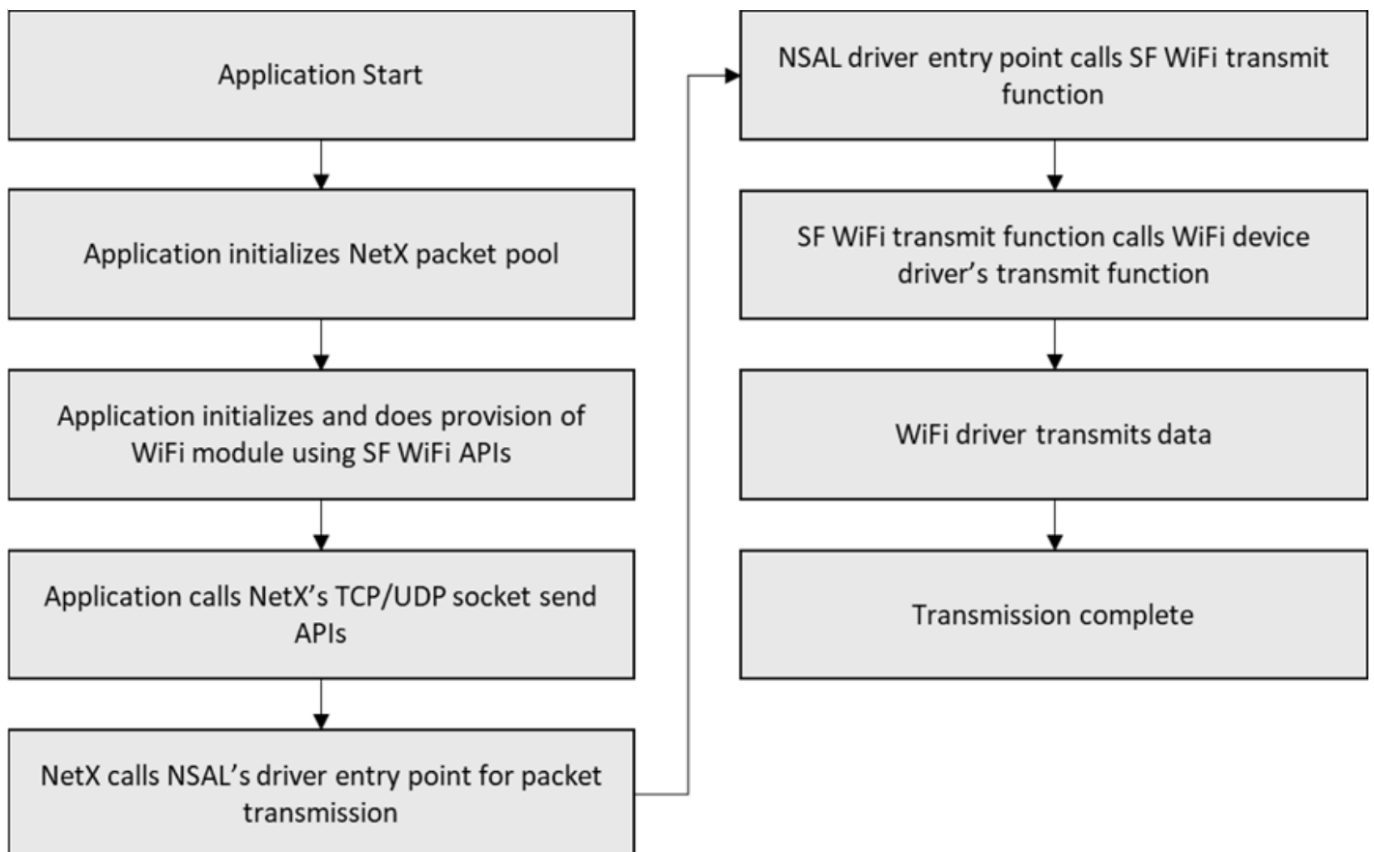 Application Start
Application initializes NetX packet pool
Application initializes and does provision of
WiFi module using SF WiFi APIs
Application calls NetX’s TCP/UDP socket send
APIs
NetX calls NSAL’s driver entry point for packet
transmission
NSAL driver entry point calls SF WiFi transmit
function
SF WiFi transmit function calls WiFi device
driver’s transmit function
WiFi driver transmits data
Transmission complete